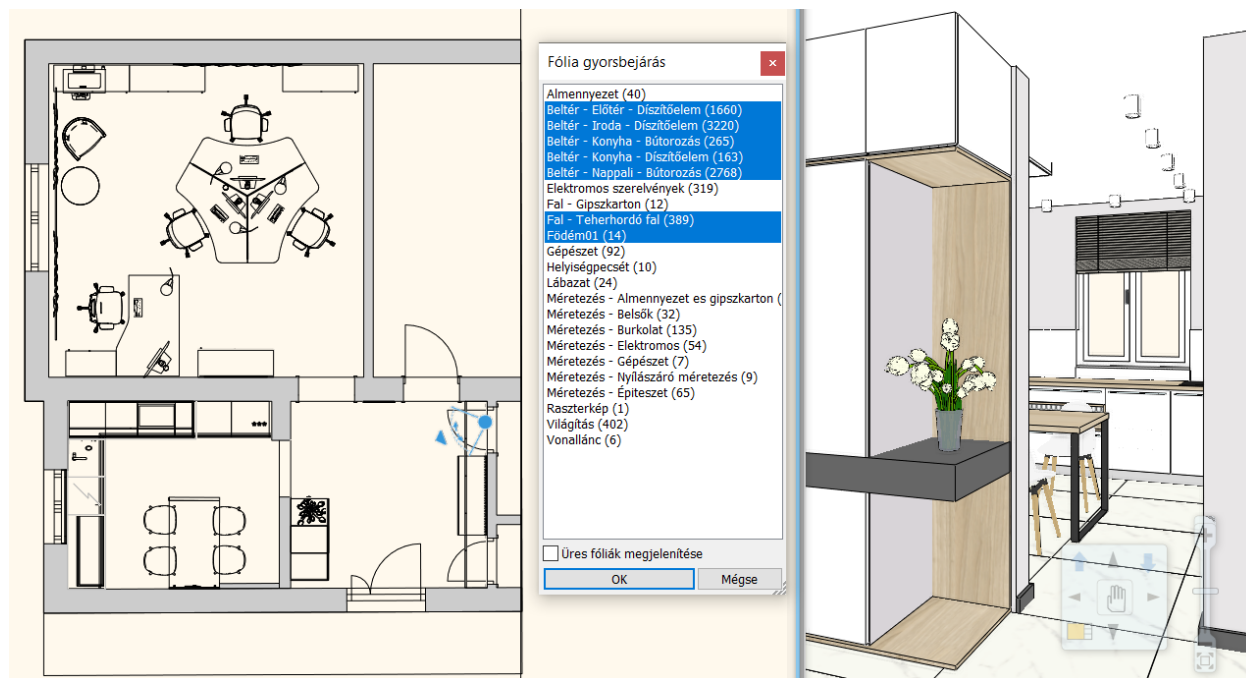 Fólia gyorsbejárás
Almennyezet (40)
Beltér - Előtér - Díszítőelem (1660)
Beltér - Iroda - Díszítőelem (3220)
Beltér - Konyha - Bútorozás (265)
Beltér - Konyha - Díszítőelem (163)
Beltér - Nappali - Bútorozás (2768)
Elektromos szerelvények (319)
Fal - Gipszkarton (12)
Fal - Teherhordó fal (389)
Födém01 (14)
Gépészet (92)
Helyiségpecsét (10)
Lábazat (24)
Méretezés - Almennyezet es gipszkarton (
Méretezés - Belsők (32)
Méretezés - Burkolat (135)
Méretezés - Elektromos (54)
Méretezés - Gépészet (7)
Méretezés - Nyílászáró méretezés (9)
Méretezés - Építeszet (65)
Raszterkép (1)
Világítás (402)
Vonallánc (6)
Üres fóliák megjelenítése
OK Mégse
***